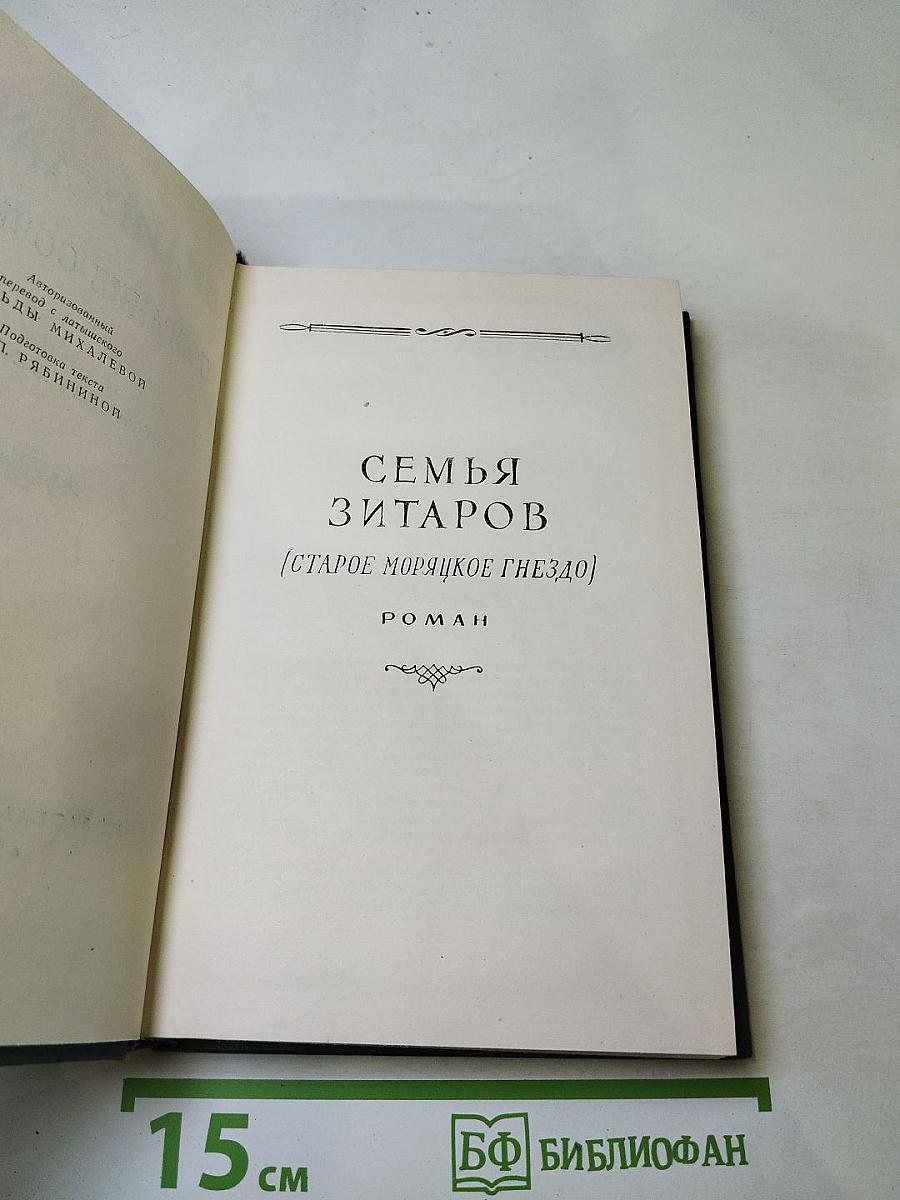 Авторизованный
перевод с латышского
ЬДЫ МИХАЛЕВОЙ
Подготовка текста
П. РЯБИНИНОЙ
СЕМЬЯ
ЗИТАРОВ
(СТАРОЕ МОРЯЦКОЕ ГНЕЗДО)
РОМАН
15 СМ
БФ БИБЛИОФАН